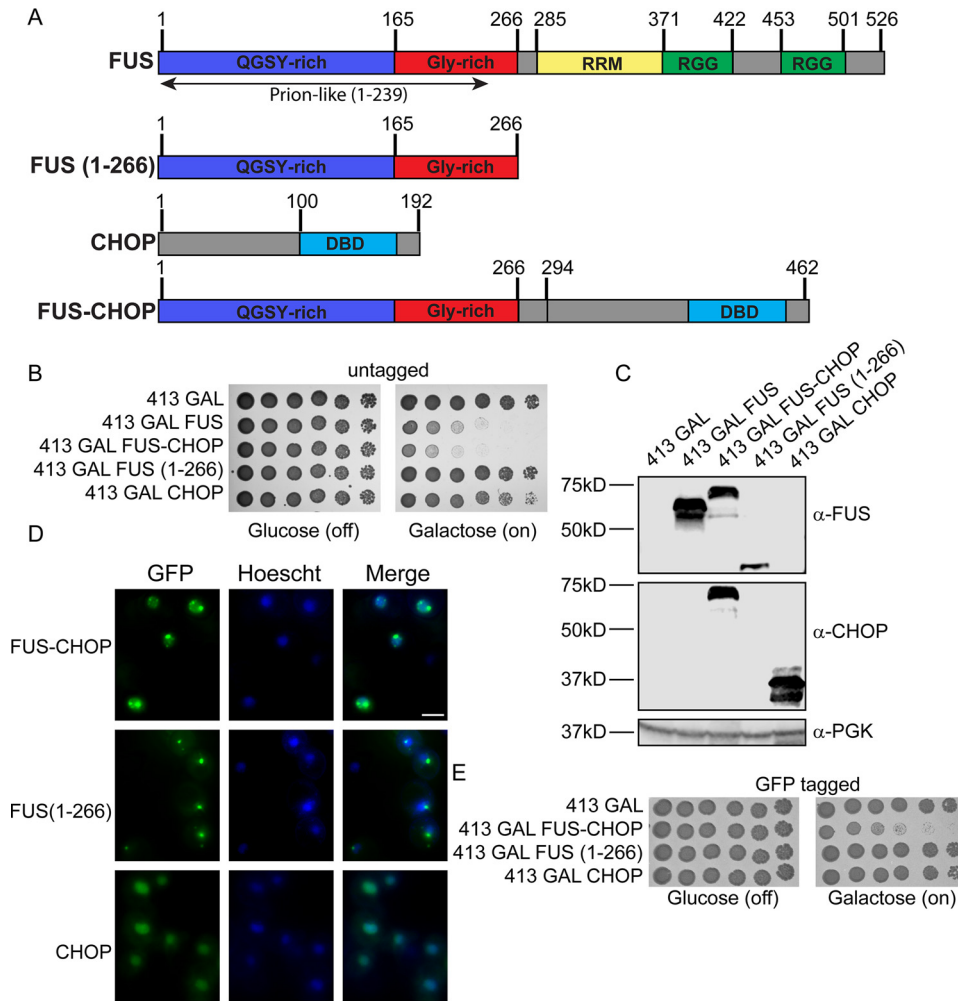 A
1 165 266 285 371 422 453 501 526
FUS QGSY-rich Gly-rich RRM RGG RGG
Prion-like (1-239)
1 165 266
FUS (1-266) QGSY-rich Gly-rich
1 100 192
CHOP DBD
1 266 294 462
FUS-CHOP QGSY-rich Gly-rich DBD
B
untagged
413 GAL
413 GAL FUS
413 GAL FUS-CHOP
413 GAL FUS (1-266)
413 GAL CHOP
Glucose (off) Galactose (on)
C
413 GAL
413 GAL FUS
413 GAL FUS-CHOP
413 GAL FUS (1-266)
413 GAL CHOP
75kD
50kD
α-FUS
75kD
50kD
37kD
α-CHOP
37kD
α-PGK
D
GFP Hoescht Merge
FUS-CHOP
FUS(1-266)
CHOP
E
GFP tagged
413 GAL
413 GAL FUS-CHOP
413 GAL FUS (1-266)
413 GAL CHOP
Glucose (off) Galactose (on)